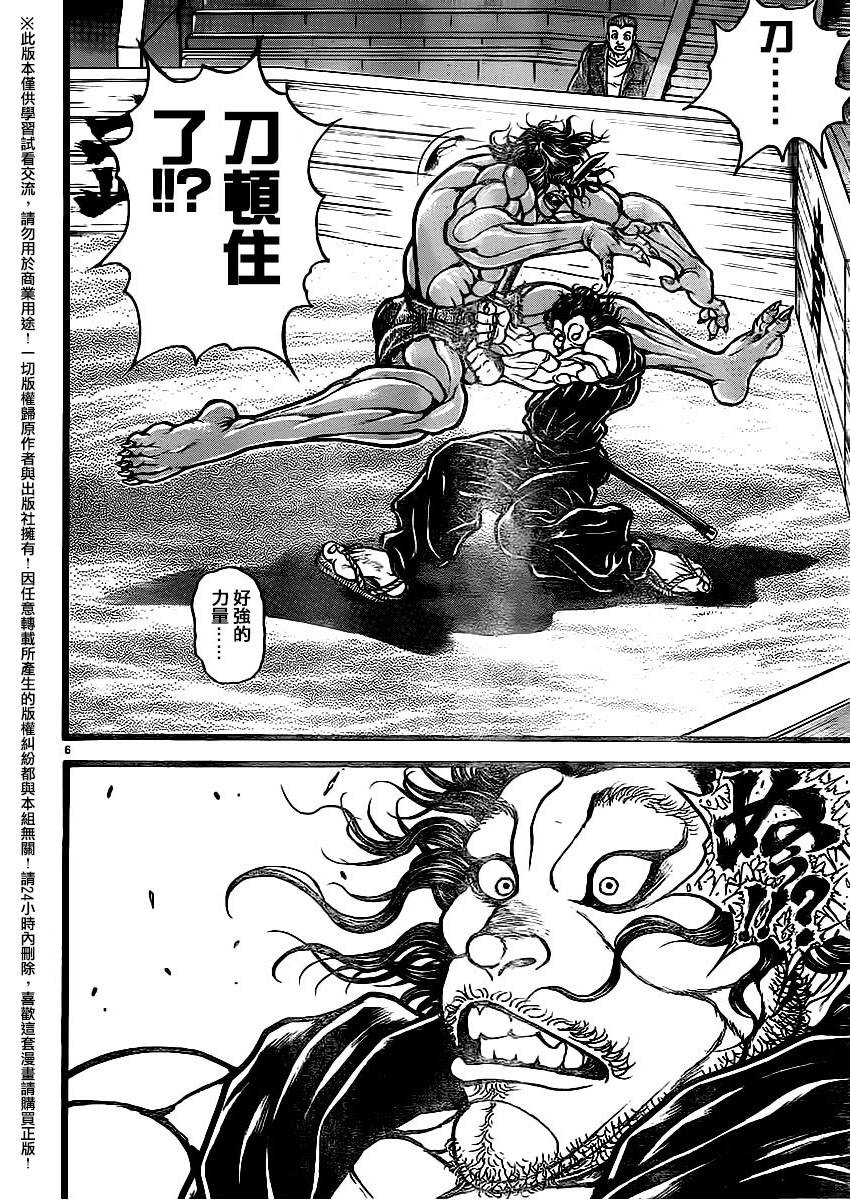 刀……
刀頓住
了!!?
好強的
力量……
6
啥
!!?
※此版本僅供學習試看交流，請勿用於商業用途！一切版權歸原作者與出版社擁有！因任意轉載所產生的版權糾紛都與本組無關！請24小時內刪除，喜歡這套漫畫請購買正版！